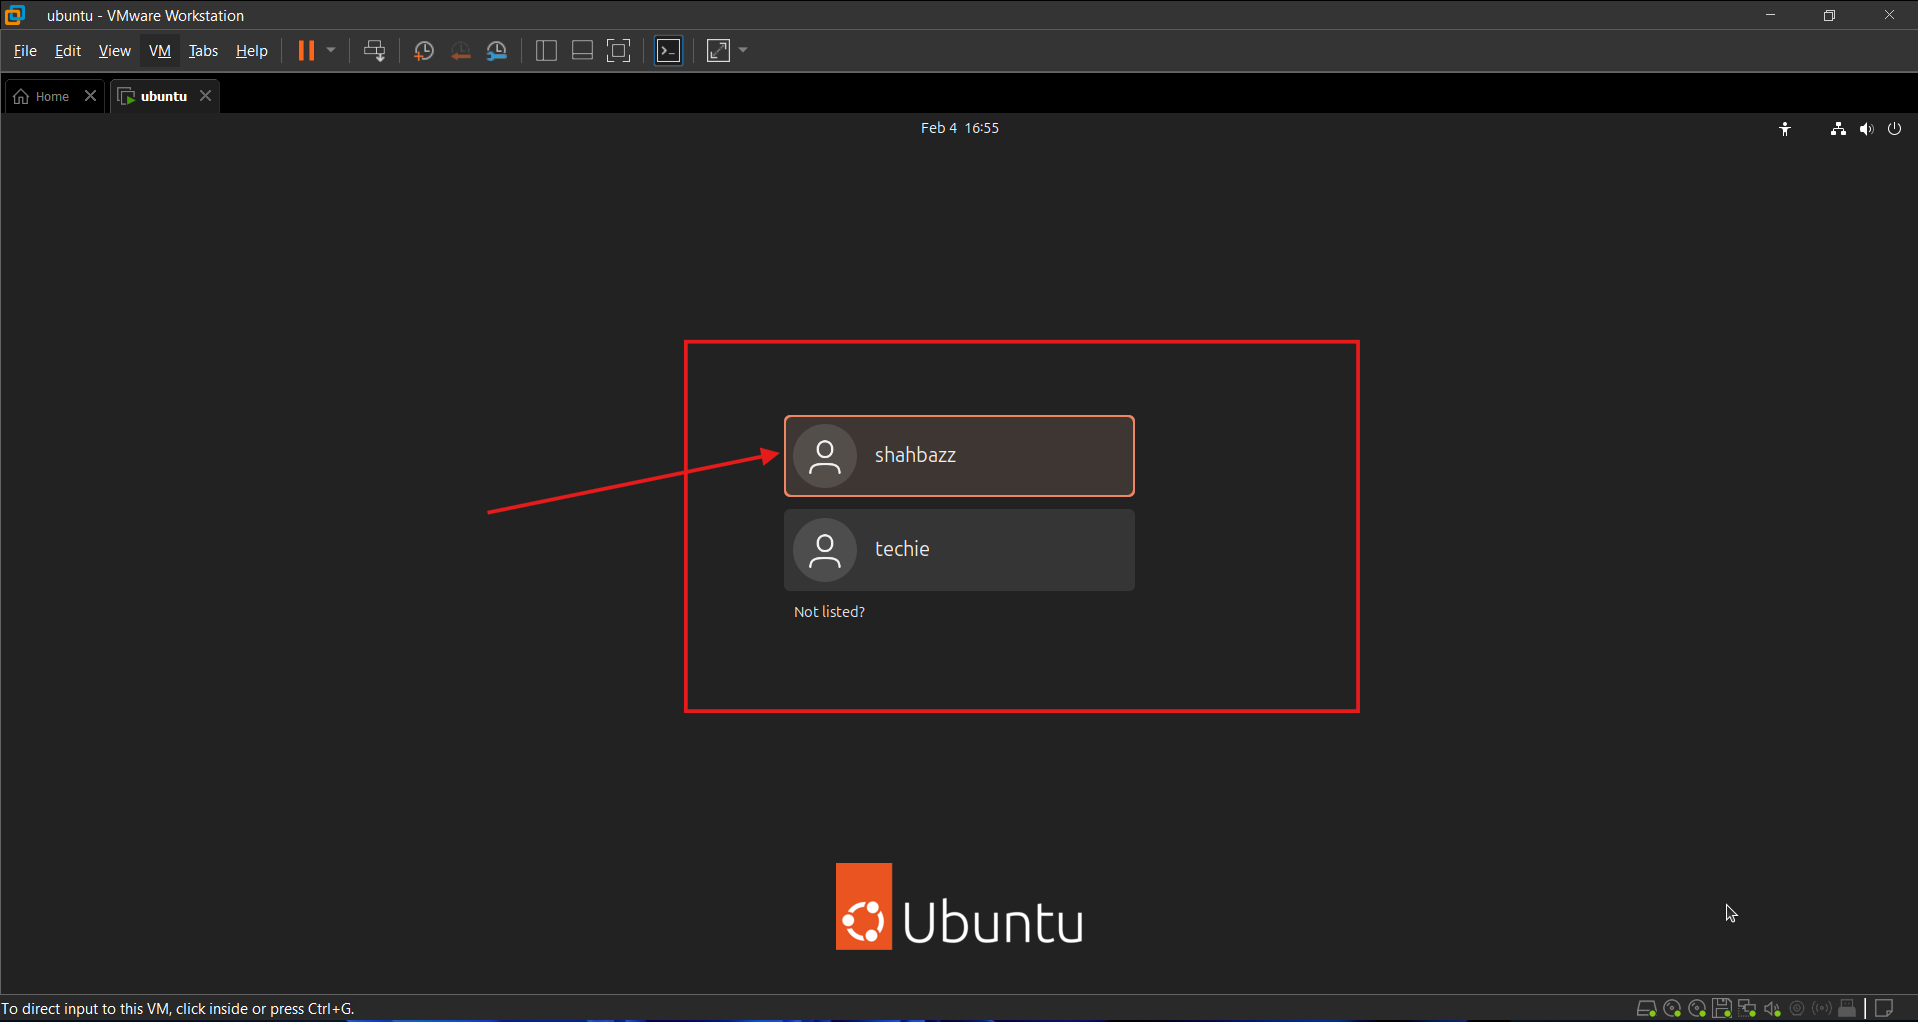 ubuntu - VMware Workstation
File Edit View VM Tabs Help
Home ubuntu
Feb 4 16:55
shahbazz
techie
Not listed?
Ubuntu
To direct input to this VM, click inside or press Ctrl+G.